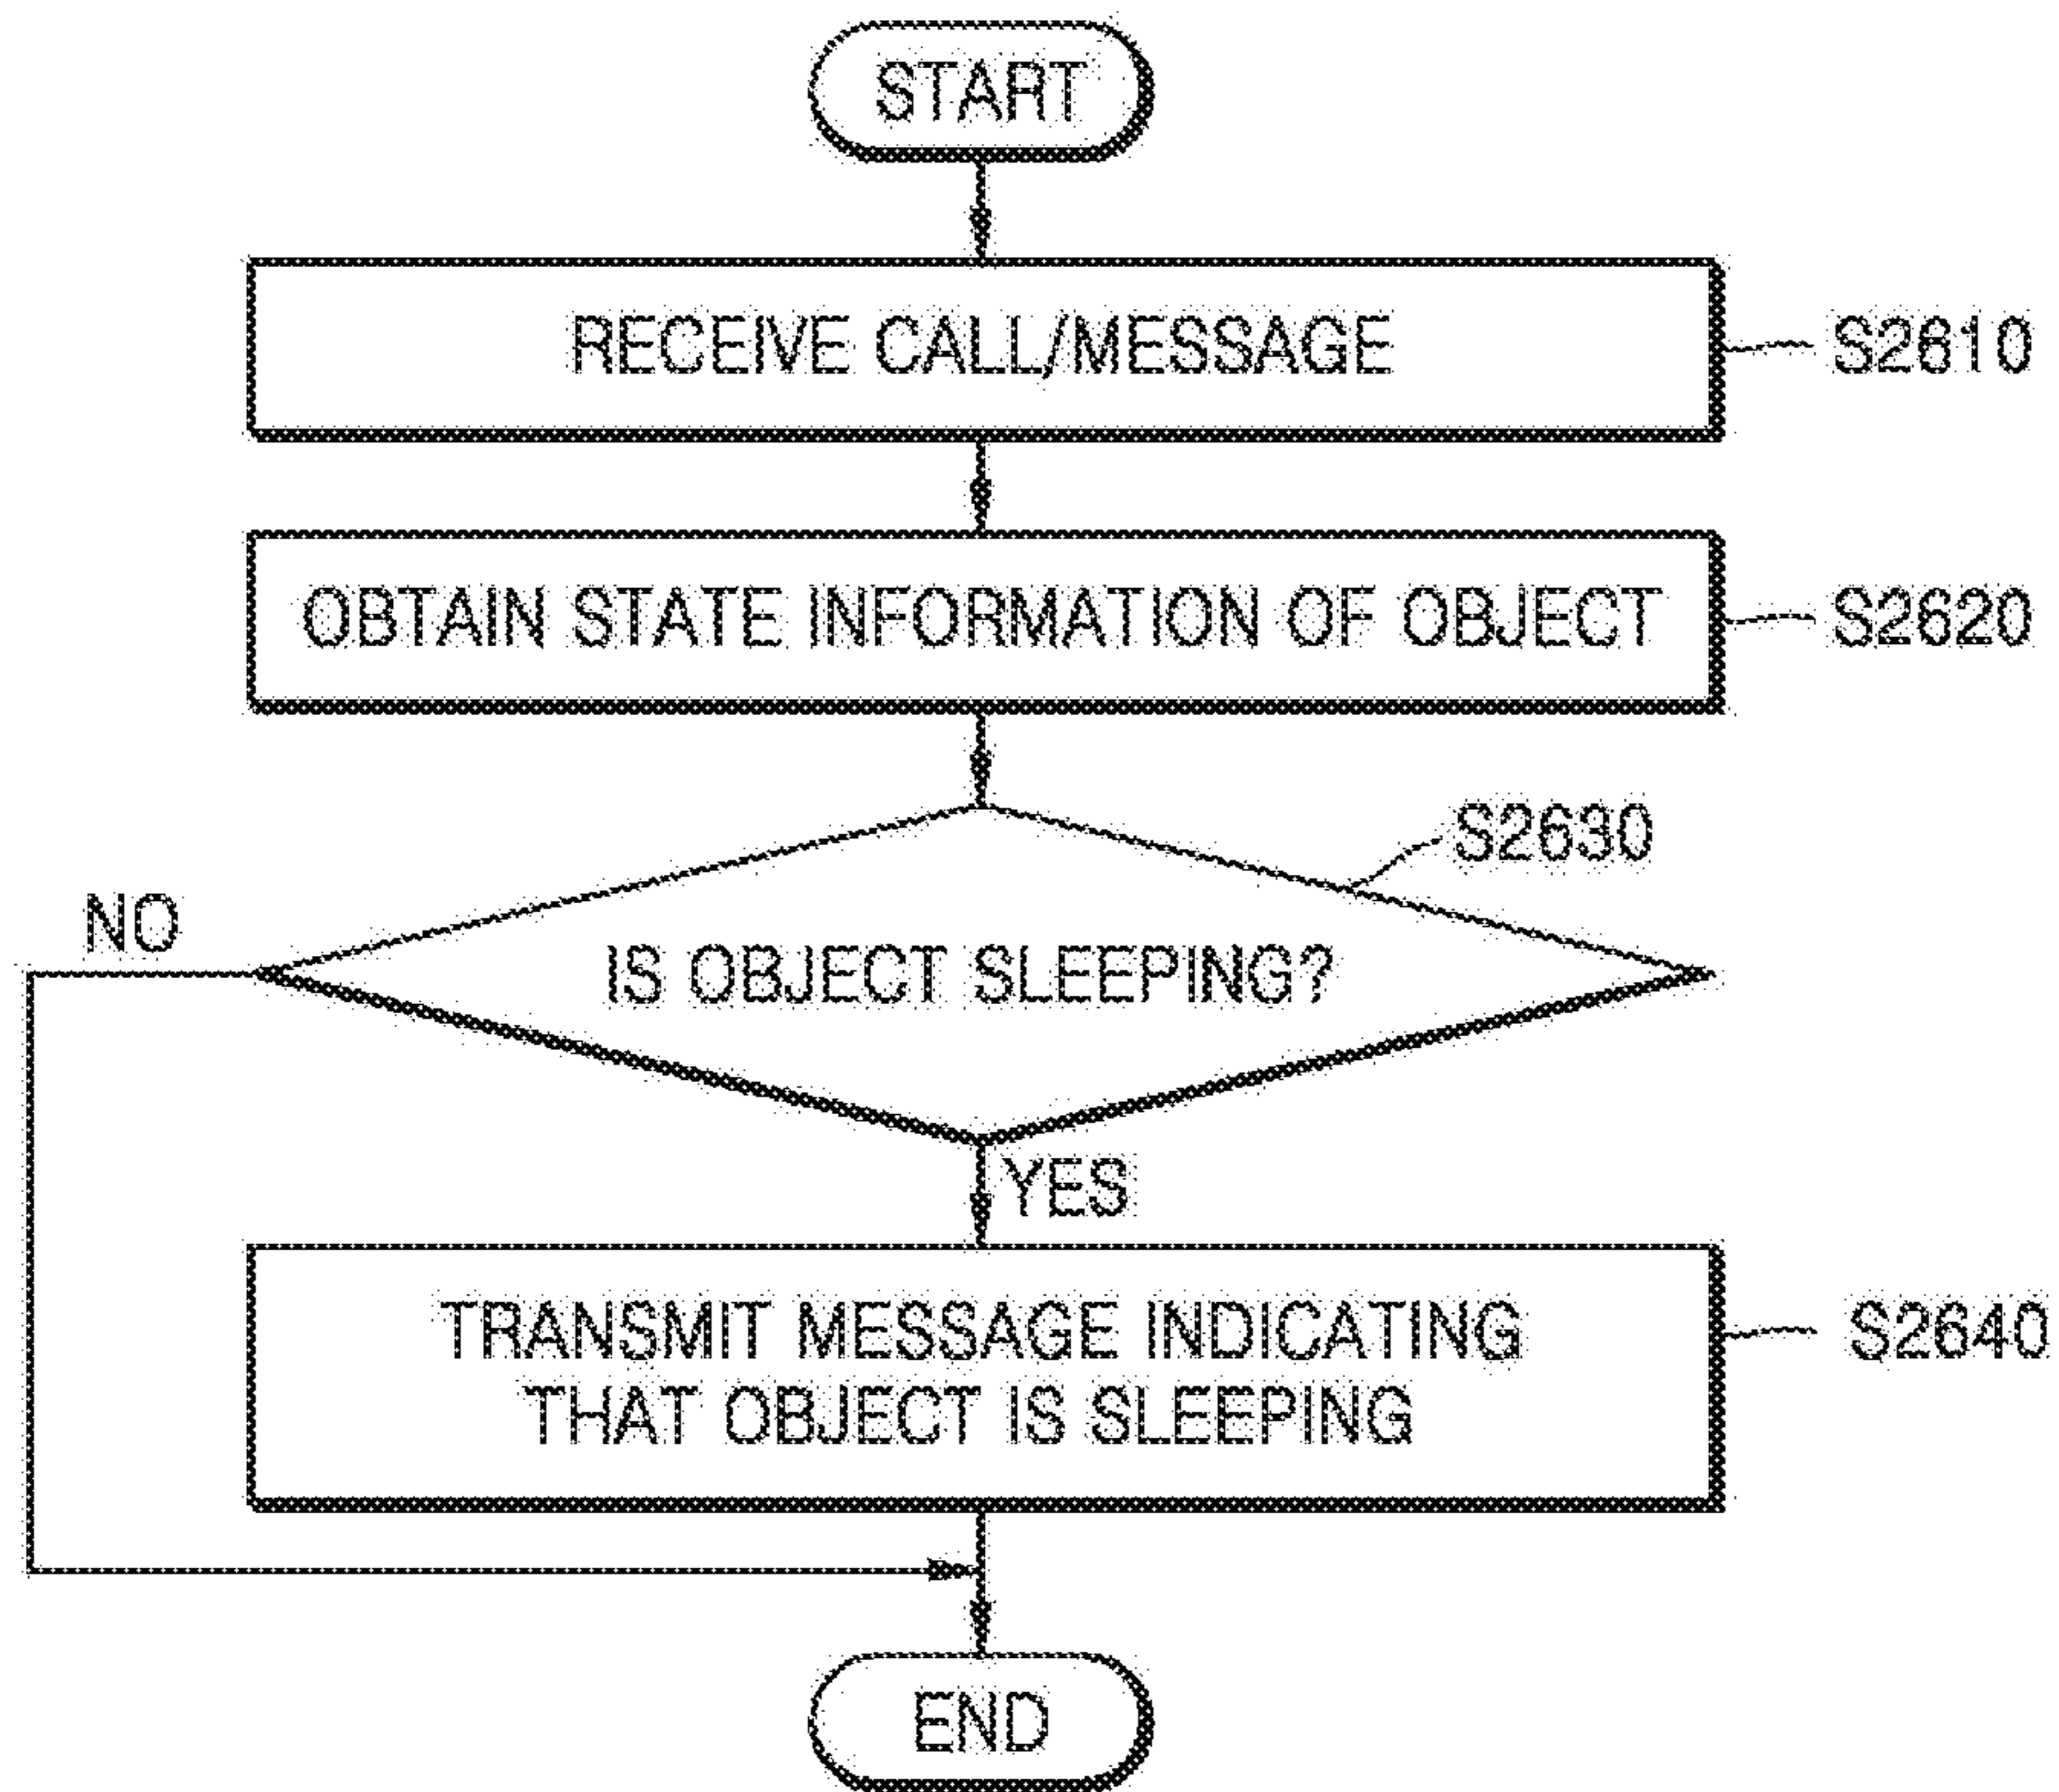 START
RECEIVE CALL/MESSAGE
S2610
OBTAIN STATE INFORMATION OF OBJECT
S2620
S2630
NO
IS OBJECT SLEEPING?
YES
TRANSMIT MESSAGE INDICATING
THAT OBJECT IS SLEEPING
S2640
END